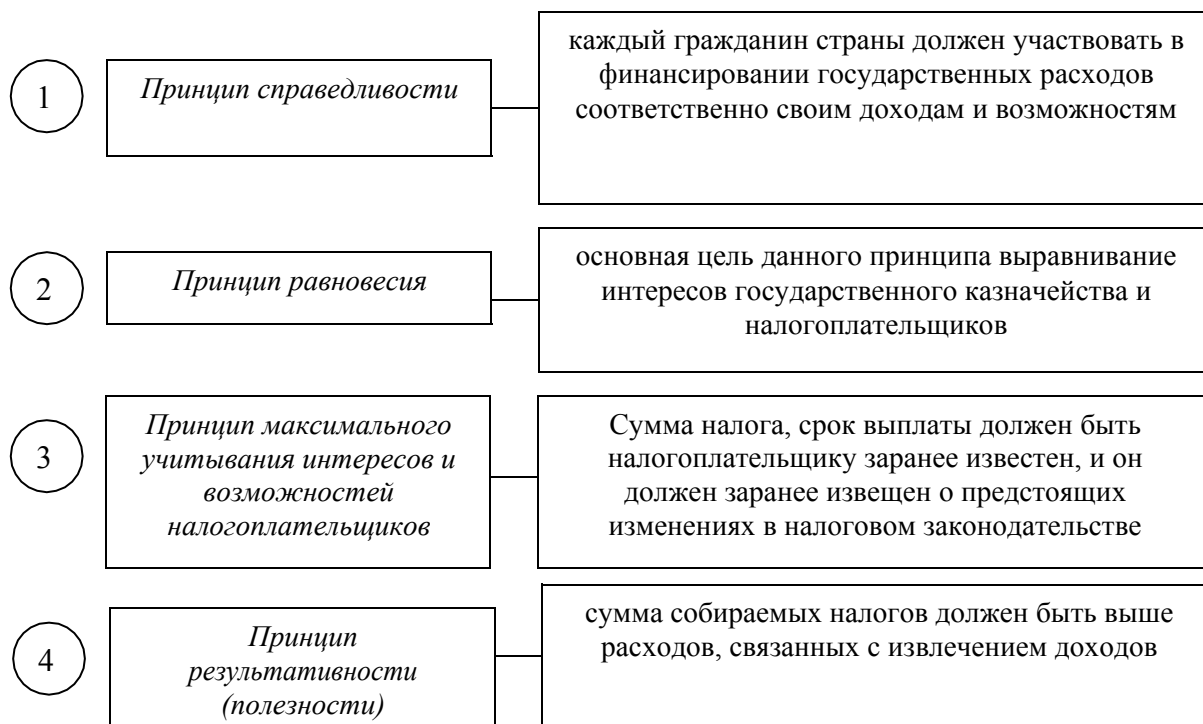 1
Принцип справедливости
каждый гражданин страны должен участвовать в
финансировании государственных расходов
соответственно своим доходам и возможностям
2
Принцип равновесия
основная цель данного принципа выравнивание
интересов государственного казначейства и
налогоплательщиков
3
Принцип максимального
учитывания интересов и
возможностей
налогоплательщиков
Сумма налога, срок выплаты должен быть
налогоплательщику заранее известен, и он
должен заранее извещен о предстоящих
изменениях в налоговом законодательстве
4
Принцип
результативности
(полезности)
сумма собираемых налогов должен быть выше
расходов, связанных с извлечением доходов